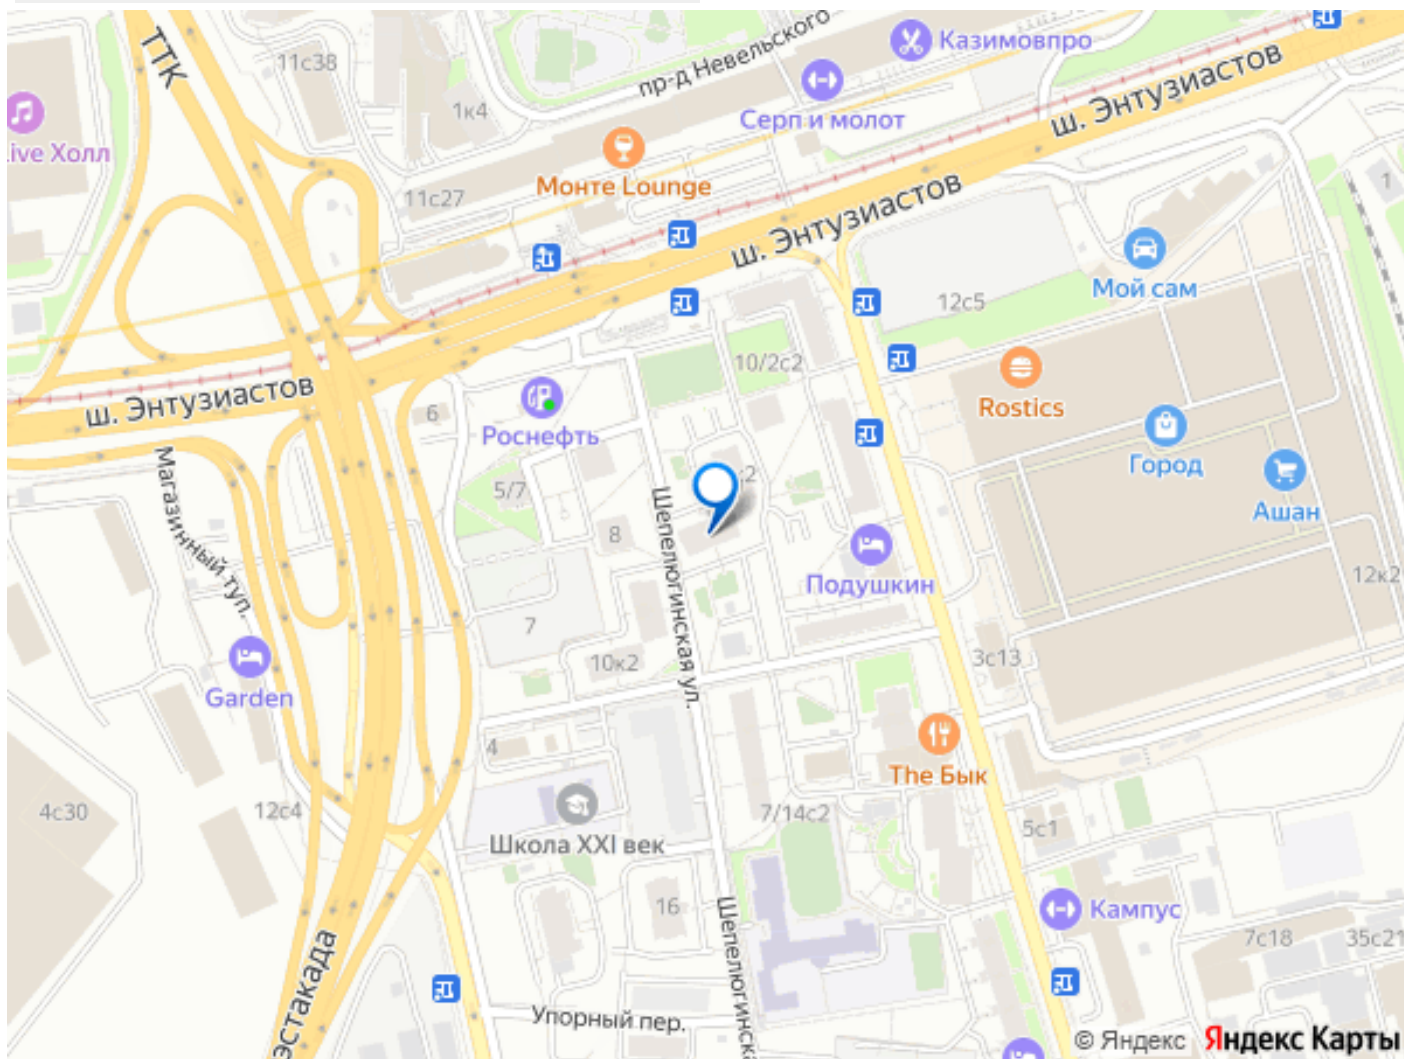 ТТК
11с38
пр-д Невельского
Казимовпро
1к4
Серп и молот
ш. Энтузиастов
ive Холл
Монте Lounge
11с27
ш. Энтузиастов
1
Мой сам
12с5
10/2с2
Rostics
ш. Энтузиастов
6
Роснефть
Город
Ашан
Магазинный туп.
5/7
2
8
Шепелюгинская ул.
Подушкин
12к2
7
10к2
3с13
Garden
4
The Бык
4с30
12с4
7/14с2
5с1
Школа XXI век
16
Шепелюгинска
Кампус
7с18
35с21
эстакада
Упорный пер.
© Яндекс Яндекс Карты